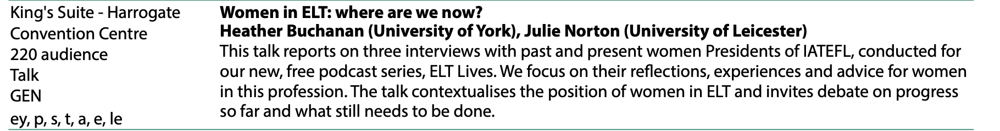 King's Suite - Harrogate
Convention Centre
220 audience
Talk
GEN
ey, p, s, t, a, e, le
Women in ELT: where are we now?
Heather Buchanan (University of York), Julie Norton (University of Leicester)
This talk reports on three interviews with past and present women Presidents of IATEFL, conducted for
our new, free podcast series, ELT Lives. We focus on their reflections, experiences and advice for women
in this profession. The talk contextualises the position of women in ELT and invites debate on progress
so far and what still needs to be done.